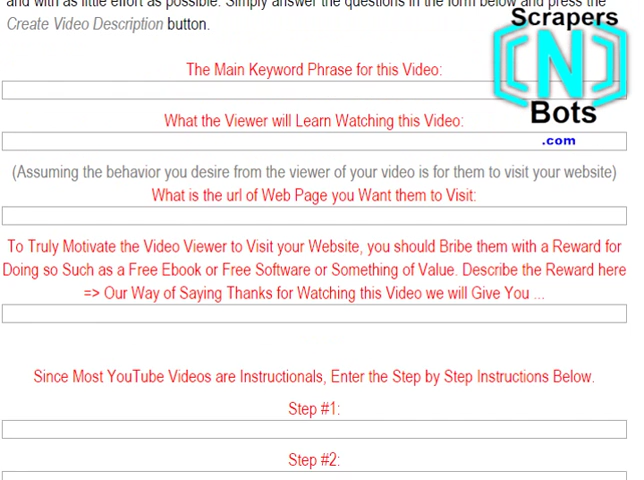 and with as little effort as possible. Simply answer the questions in the form below and press the
Create Video Description button.
Scrapers
N
Bots
.com
The Main Keyword Phrase for this Video:
What the Viewer will Learn Watching this Video:
(Assuming the behavior you desire from the viewer of your video is for them to visit your website)
What is the url of Web Page you Want them to Visit:
To Truly Motivate the Video Viewer to Visit your Website, you should Bribe them with a Reward for
Doing so Such as a Free Ebook or Free Software or Something of Value. Describe the Reward here
=> Our Way of Saying Thanks for Watching this Video we will Give You ...
Since Most YouTube Videos are Instructionals, Enter the Step by Step Instructions Below.
Step #1:
Step #2: